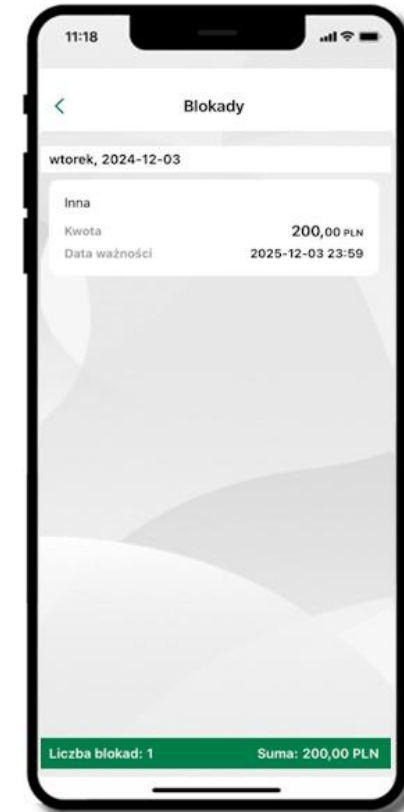 11:18
Blokady
wtorek, 2024-12-03
Inna
Kwota 200,00 PLN
Data ważności 2025-12-03 23:59
Liczba blokad: 1 Suma: 200,00 PLN